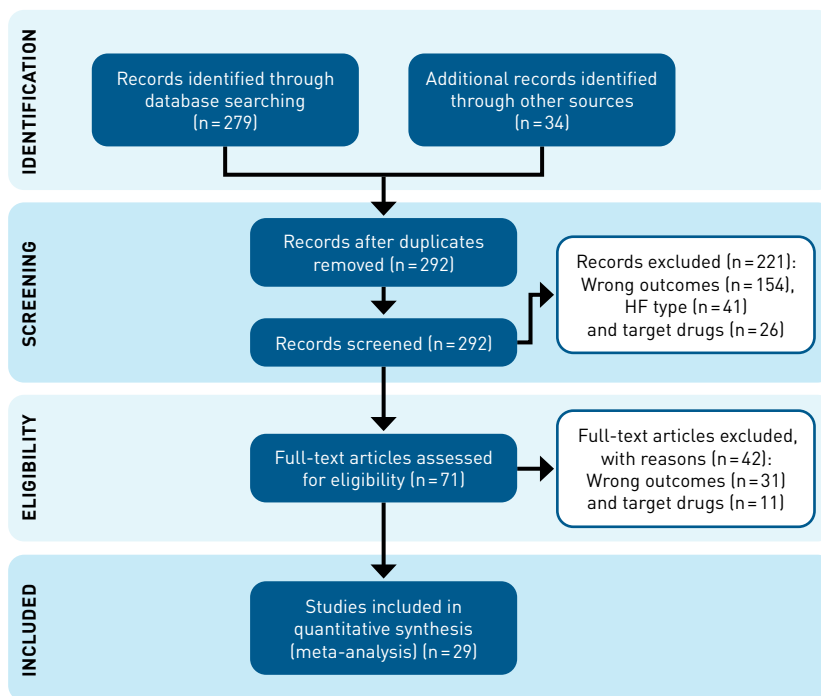 IDENTIFICATION
Records identified through
database searching
(n=279)
Additional records identified
through other sources
(n=34)
SCREENING
Records after duplicates
removed (n=292)
Records screened (n=292)
Records excluded (n=221):
Wrong outcomes (n=154),
HF type (n=41)
and target drugs (n=26)
ELIGIBILITY
Full-text articles assessed
for eligibility (n=71)
Full-text articles excluded,
with reasons (n=42):
Wrong outcomes (n=31)
and target drugs (n=11)
INCLUDED
Studies included in
quantitative synthesis
(meta-analysis) (n=29)